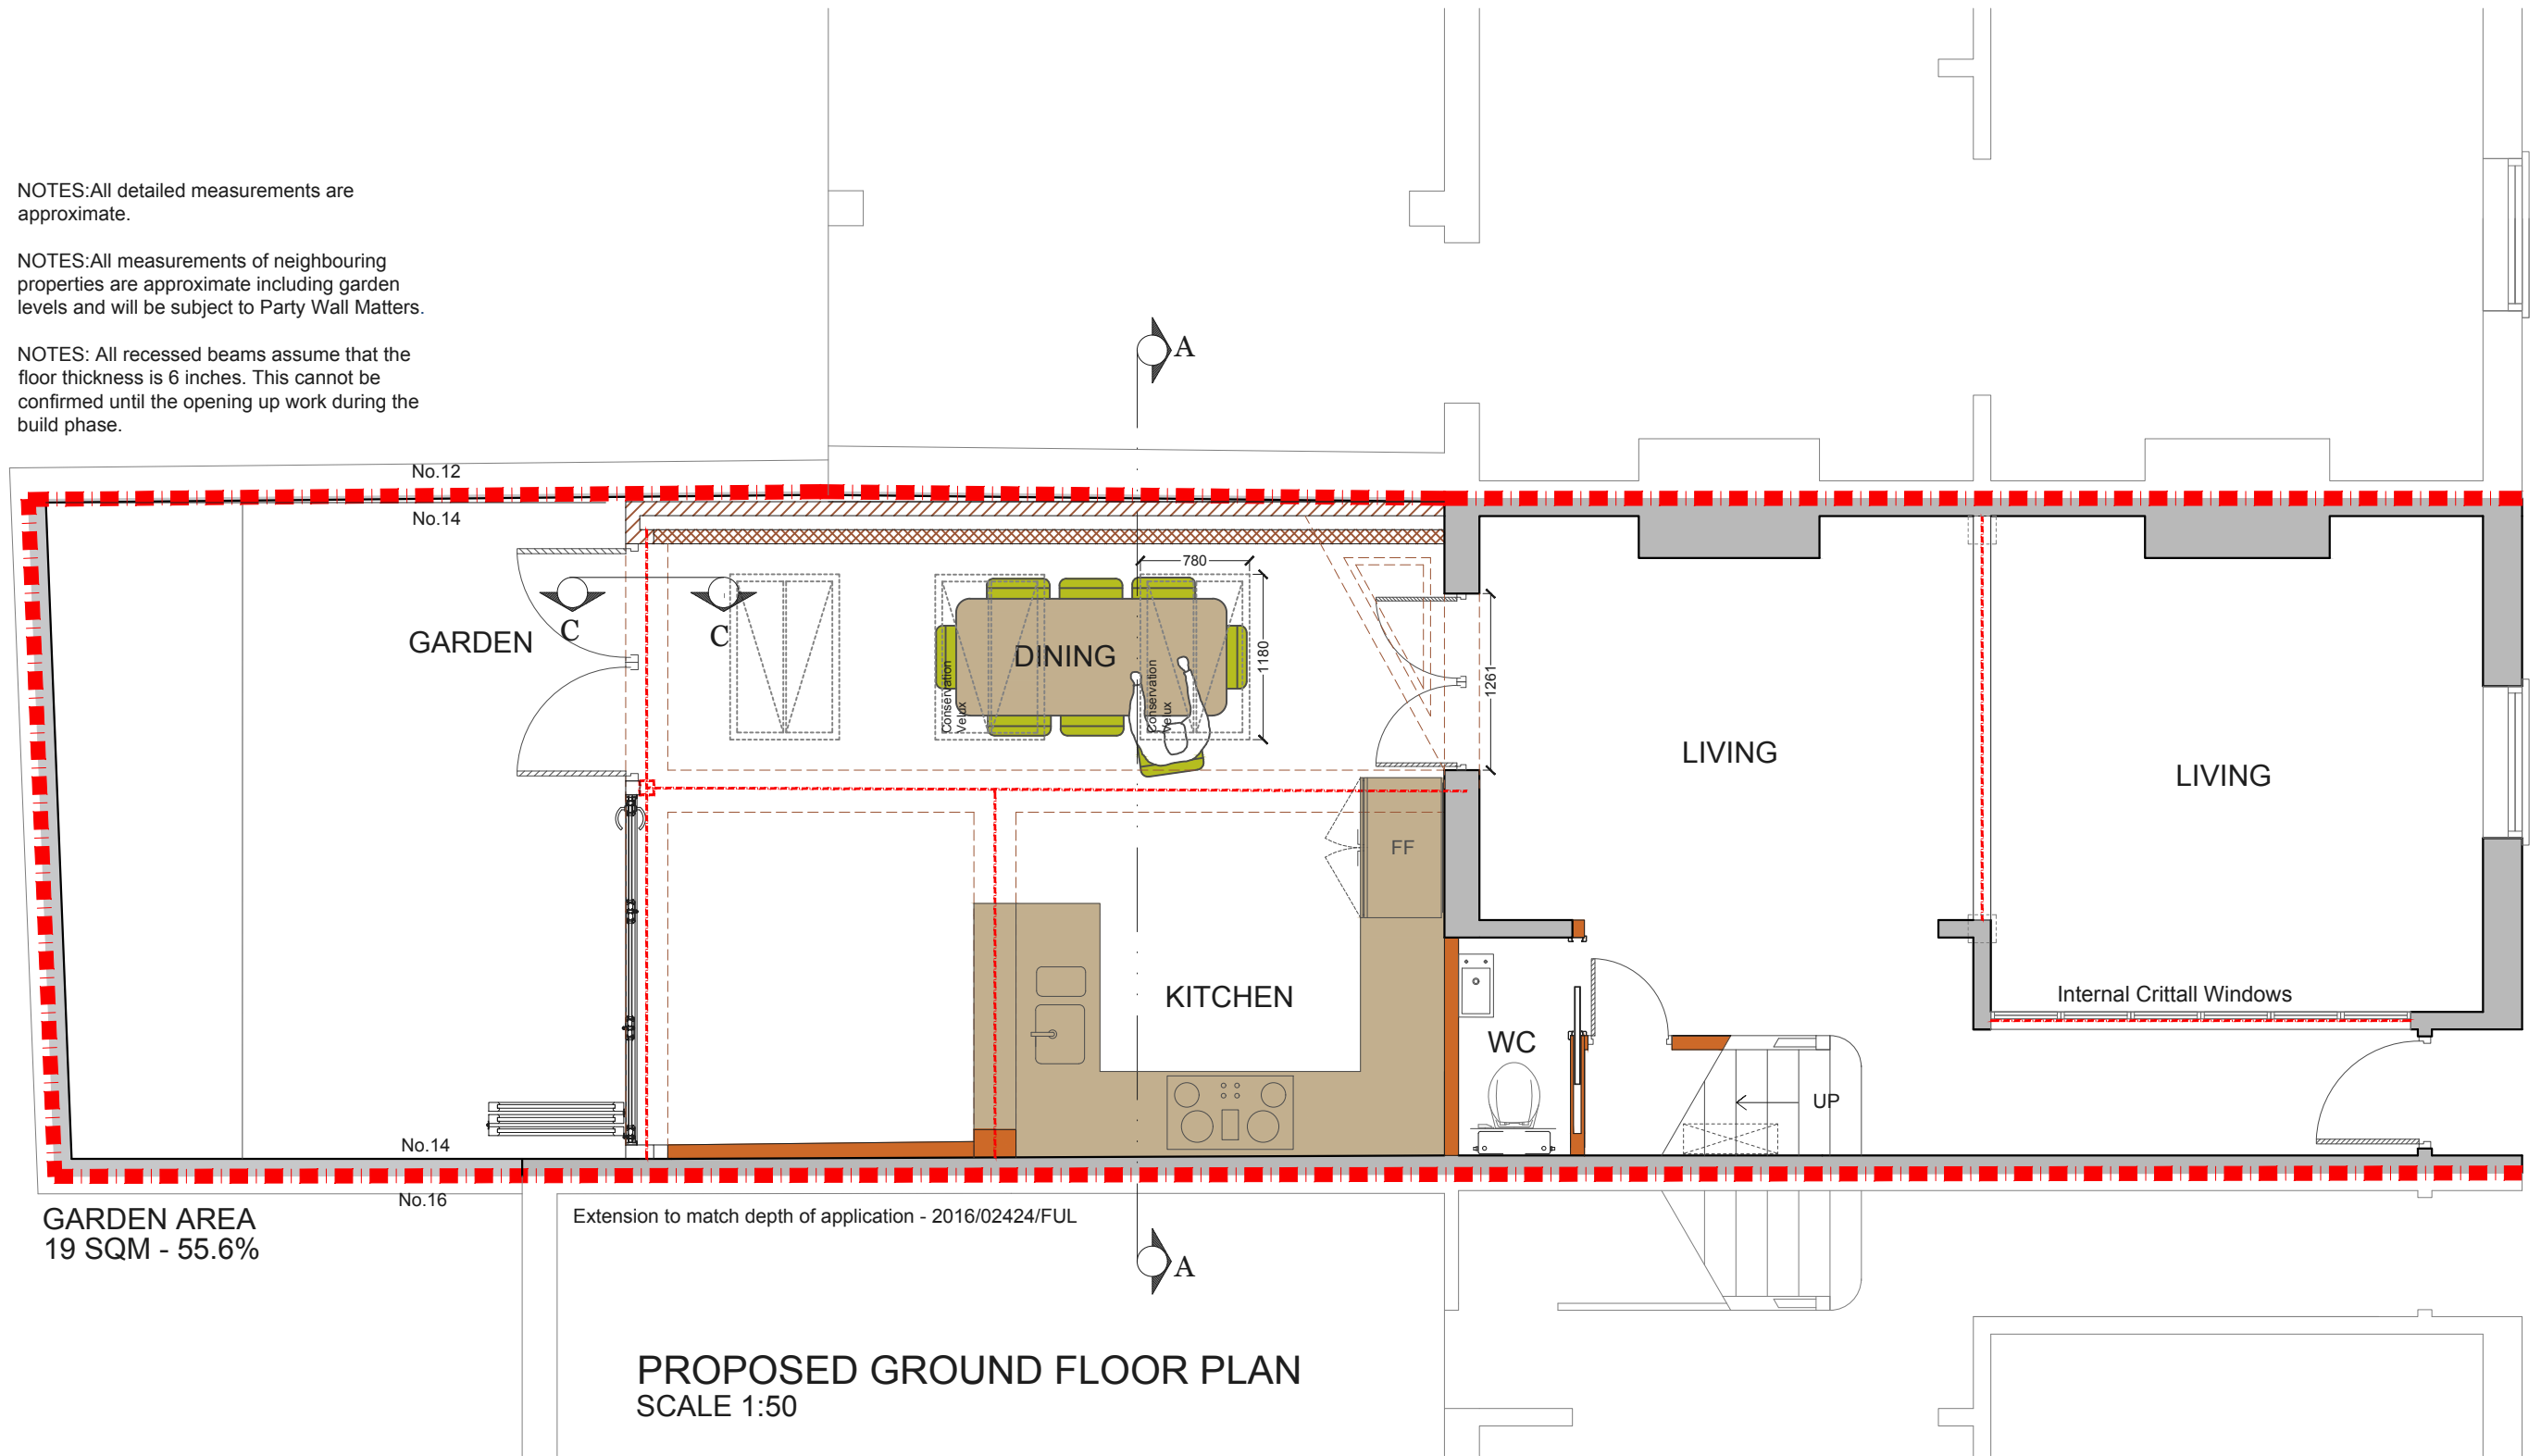 NOTES:All detailed measurements are
approximate.
NOTES:All measurements of neighbouring
properties are approximate including garden
levels and will be subject to Party Wall Matters.
NOTES: All recessed beams assume that the
floor thickness is 6 inches. This cannot be
confirmed until the opening up work during the
build phase.
A
No.12
No.14
780
1180
1261
GARDEN
C
C
DINING
Conservation
Velux
Conservation
Velux
LIVING
LIVING
FF
KITCHEN
WC
Internal Crittall Windows
UP
No.14
No.16
GARDEN AREA
19 SQM - 55.6%
Extension to match depth of application - 2016/02424/FUL
A
PROPOSED GROUND FLOOR PLAN
SCALE 1:50